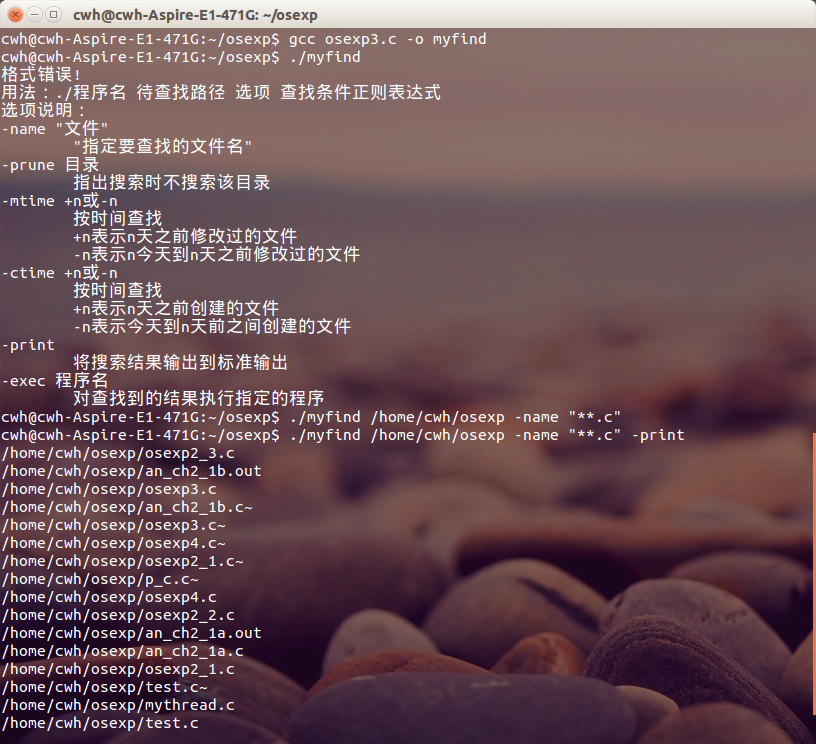 cwh@cwh-Aspire-E1-471G: ~/osexp
cwh@cwh-Aspire-E1-471G:~/osexp$ gcc osexp3.c -o myfind
cwh@cwh-Aspire-E1-471G:~/osexp$ ./myfind
格式错误!
用法：./程序名 待查找路径 选项 查找条件正则表达式
选项说明：
-name "文件"
"指定要查找的文件名"
-prune 目录
指出搜索时不搜索该目录
-mtime +n或-n
按时间查找
+n表示n天之前修改过的文件
-n表示n今天到n天之前修改过的文件
-ctime +n或-n
按时间查找
+n表示n天之前创建的文件
-n表示今天到n天前之间创建的文件
-print
将搜索结果输出到标准输出
-exec 程序名
对查找到的结果执行指定的程序
cwh@cwh-Aspire-E1-471G:~/osexp$ ./myfind /home/cwh/osexp -name "**.c"
cwh@cwh-Aspire-E1-471G:~/osexp$ ./myfind /home/cwh/osexp -name "**.c" -print
/home/cwh/osexp/osexp2_3.c
/home/cwh/osexp/an_ch2_1b.out
/home/cwh/osexp/osexp3.c
/home/cwh/osexp/an_ch2_1b.c~
/home/cwh/osexp/osexp3.c~
/home/cwh/osexp/osexp4.c~
/home/cwh/osexp/osexp2_1.c~
/home/cwh/osexp/p_c.c~
/home/cwh/osexp/osexp4.c
/home/cwh/osexp/osexp2_2.c
/home/cwh/osexp/an_ch2_1a.out
/home/cwh/osexp/an_ch2_1a.c
/home/cwh/osexp/osexp2_1.c
/home/cwh/osexp/test.c~
/home/cwh/osexp/mythread.c
/home/cwh/osexp/test.c